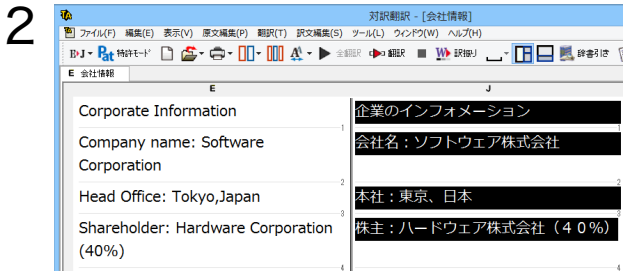 2
対訳翻訳 - [会社情報]
ファイル(F) 編集(E) 表示(V) 原文編集(P) 翻訳(T) 訳文編集(S) ツール(L) ウィンドウ(W) ヘルプ(H)
E›J Pat 特許モード 全翻訳 翻訳 訳振り 辞書引き
E 会社情報
E J
Corporate Information 企業のインフォメーション
1 1
Company name: Software 会社名：ソフトウェア株式会社
Corporation
2 2
Head Office: Tokyo,Japan 本社：東京、日本
3 3
Shareholder: Hardware Corporation 株主：ハードウェア株式会社（４０％）
(40%)
4 4